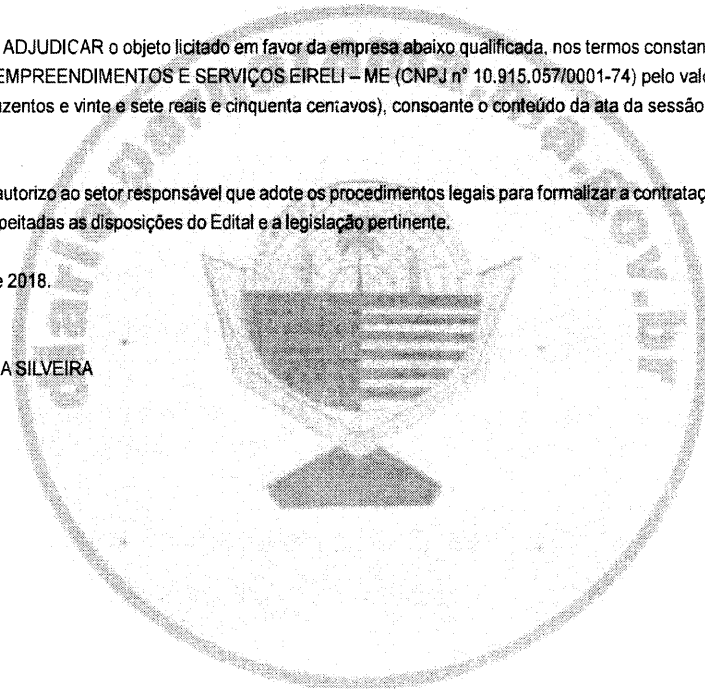 ADJUDICAR o objeto licitado em favor da empresa abaixo qualificada, nos termos constan
EMPREENDIMENTOS E SERVIÇOS EIRELI – ME (CNPJ nº 10.915.057/0001-74) pelo valo
zentos e vinte e sete reais e cinquenta centavos), consoante o conteúdo da ata da sessão
autorizo ao setor responsável que adote os procedimentos legais para formalizar a contrataç
peitadas as disposições do Edital e a legislação pertinente.
e 2018.
A SILVEIRA